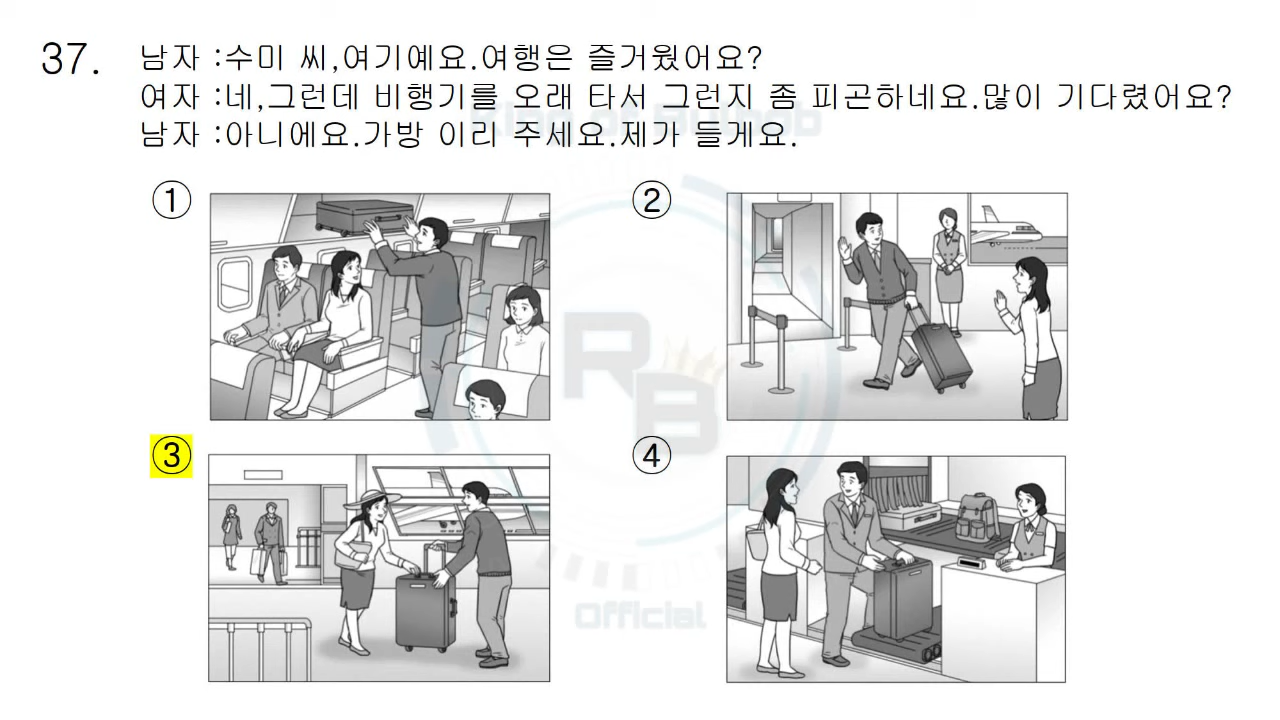 37. 남자 :수미 씨,여기예요.여행은 즐거웠어요?
여자 :네,그런데 비행기를 오래 타서 그런지 좀 피곤하네요.많이 기다렸어요?
남자 :아니에요.가방 이리 주세요.제가 들게요.
① ②
③ ④
RB
Official